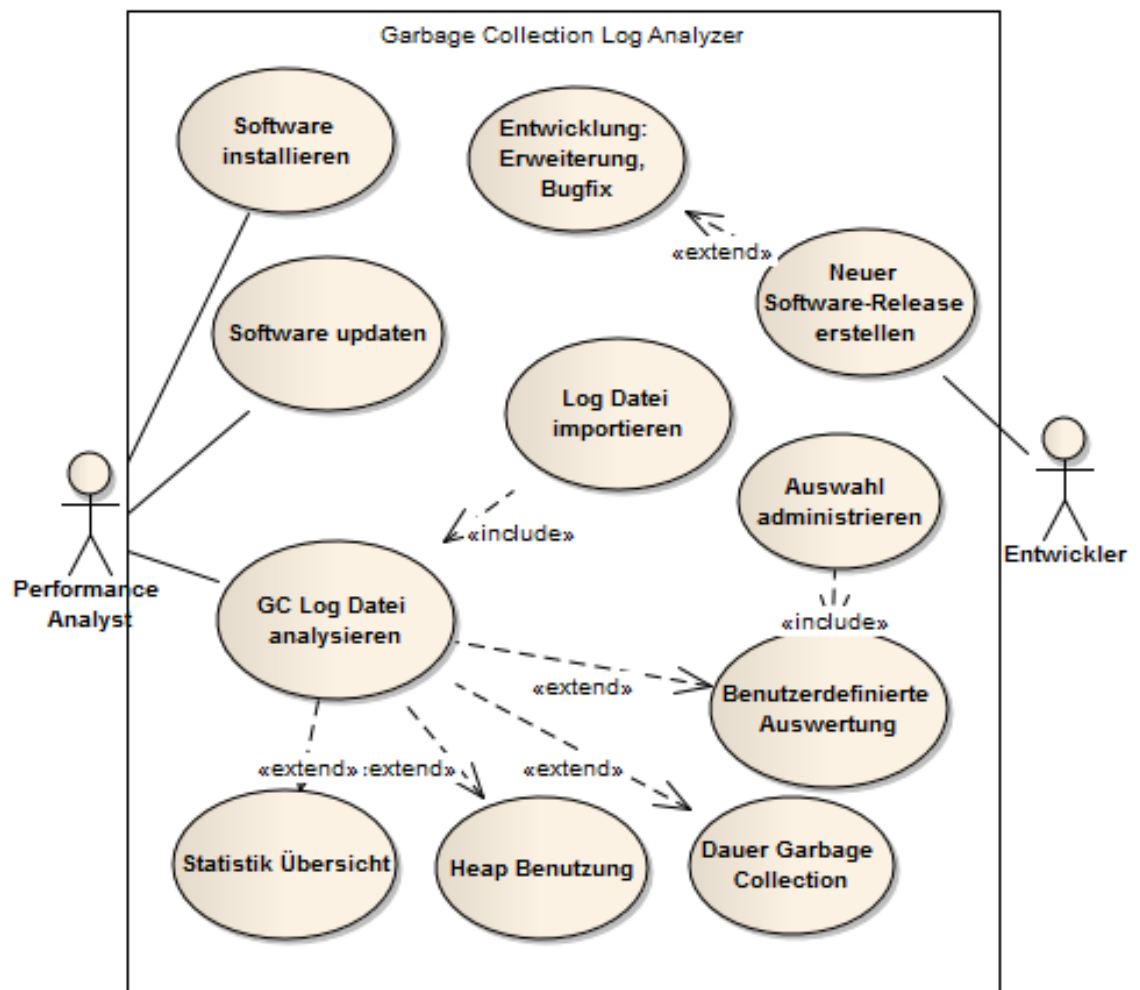 Garbage Collection Log Analyzer
Software
installieren
Entwicklung:
Erweiterung,
Bugfix
«extend»
Neuer
Software-Release
erstellen
Software updaten
Log Datei
importieren
Auswahl
administrieren
«include»
Entwickler
Performance
Analyst
GC Log Datei
analysieren
«include»
«extend»
Benutzerdefinierte
Auswertung
«extend»
:extend»
«extend»
Statistik Übersicht
Heap Benutzung
Dauer Garbage
Collection